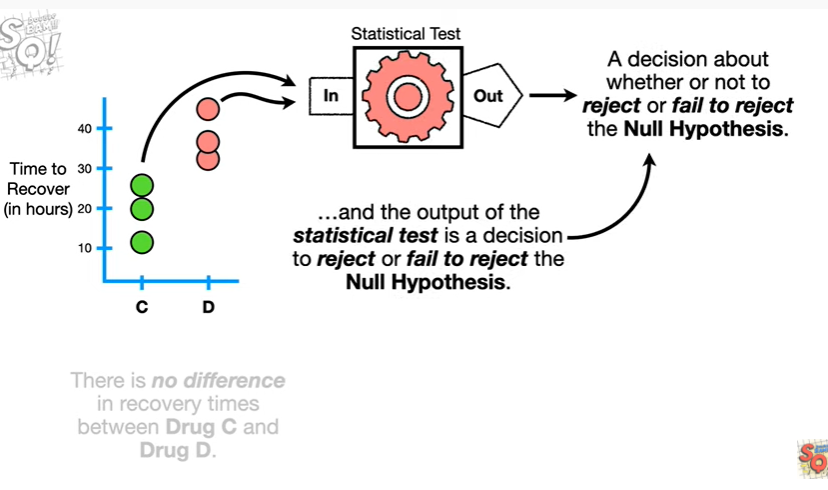 Statistical Test
In
Out
A decision about
whether or not to
reject or fail to reject
the Null Hypothesis.
Time to
Recover
(in hours)
40
30
20
10
C
D
...and the output of the
statistical test is a decision
to reject or fail to reject the
Null Hypothesis.
There is no difference
in recovery times
between Drug C and
Drug D.